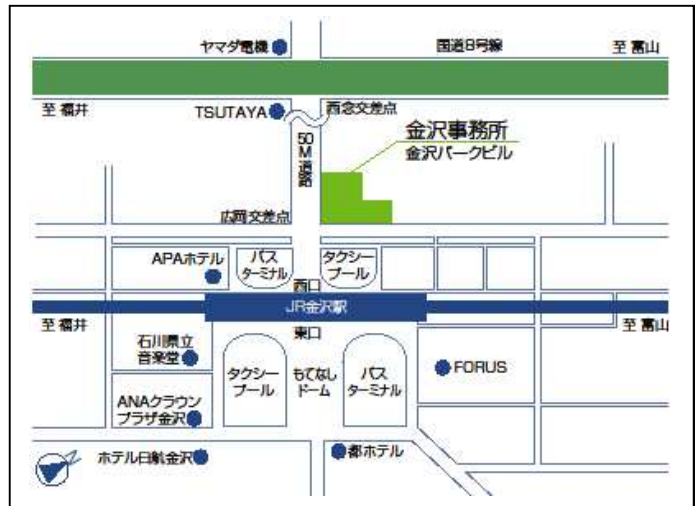 ヤマダ電機
国道8号線
至 富山
至 福井
TSUTAYA
西念交差点
50M道路
金沢事務所
金沢パークビル
広岡交差点
APAホテル
バス
ターミナル
タクシー
プール
西口
JR金沢駅
至 福井
東口
至 富山
石川県立
音楽堂
タクシー
プール
もてなし
ドーム
バス
ターミナル
FORUS
ANAクラウン
プラザ金沢
ホテル日航金沢
都ホテル